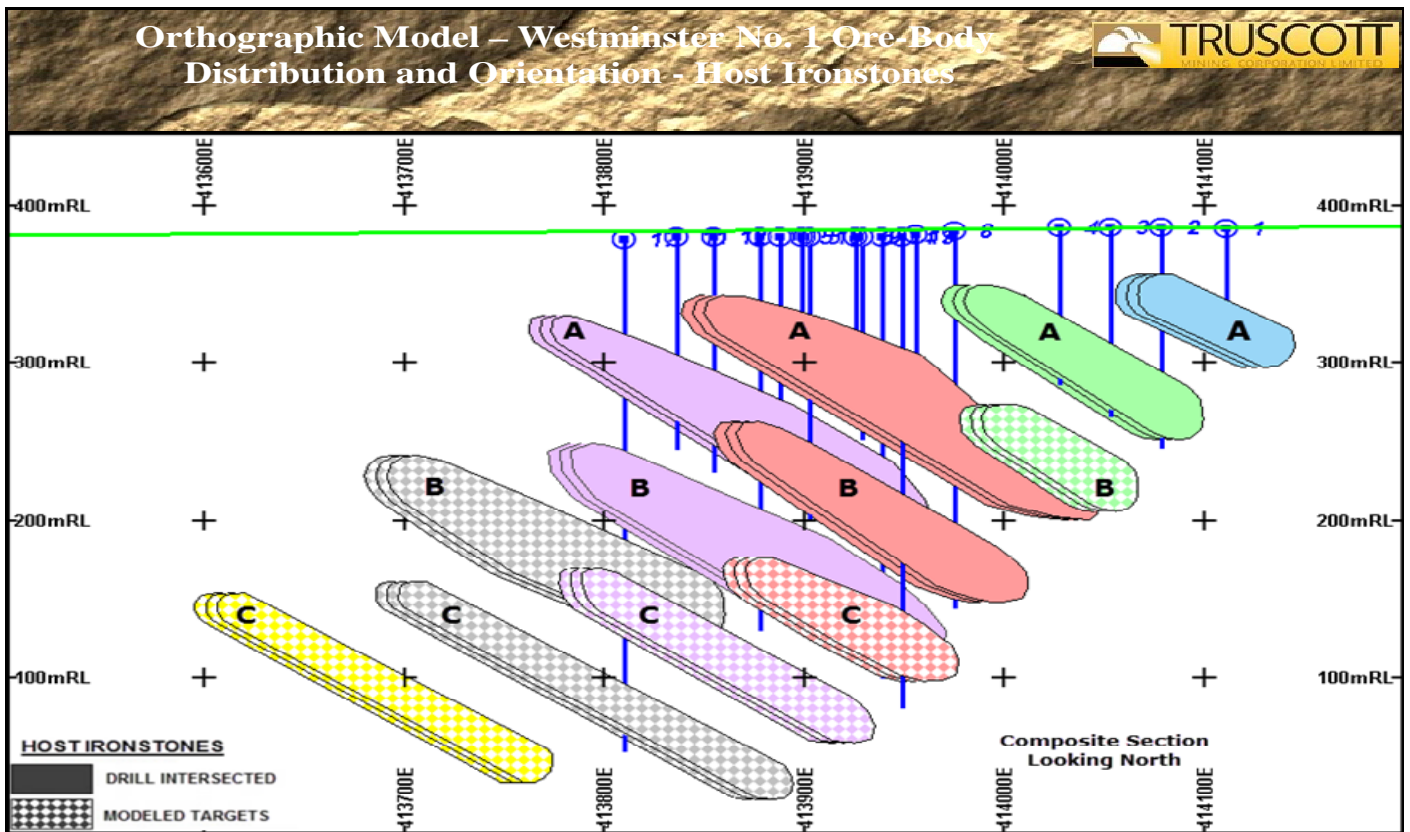 Orthographic Model – Westminster No. 1 Ore-Body
Distribution and Orientation - Host Ironstones
TRUSCOTT
MINING CORPORATION LIMITED
413600E
413700E
413800E
413900E
414000E
414100E
400mRL
400mRL
8 4 3 2 1
A A A A
300mRL
300mRL
B B B B
200mRL
200mRL
C C C C
100mRL
100mRL
HOST IRONSTONES
DRILL INTERSECTED
MODELED TARGETS
Composite Section
Looking North
413700E
413800E
413900E
414000E
414100E